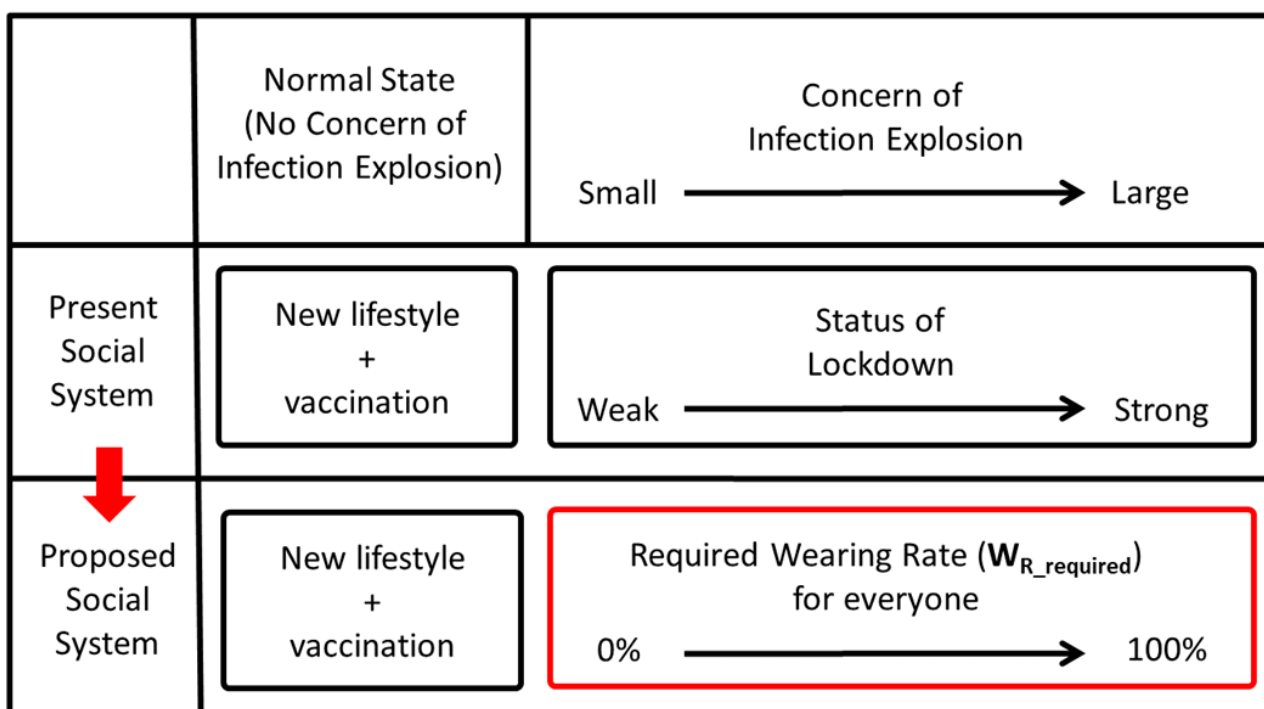 Normal State
(No Concern of
Infection Explosion)
Concern of
Infection Explosion
Small
Large
Present
Social
System
New lifestyle
+
vaccination
Status of
Lockdown
Weak
Strong
Proposed
Social
System
New lifestyle
+
vaccination
Required Wearing Rate (WR_required)
for everyone
0%
100%